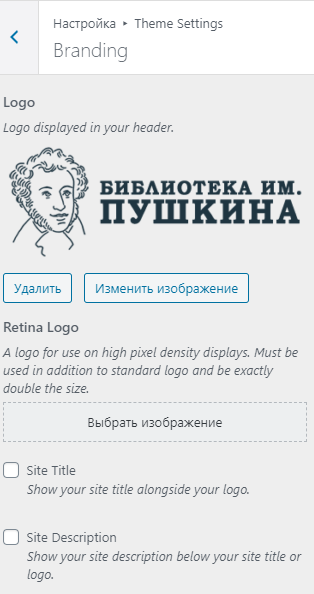 Настройка ▸ Theme Settings
Branding
Logo
Logo displayed in your header.
БИБЛИОТЕКА ИМ.
ПУШКИНА
Удалить
Изменить изображение
Retina Logo
A logo for use on high pixel density displays. Must be
used in addition to standard logo and be exactly
double the size.
Выбрать изображение
Site Title
Show your site title alongside your logo.
Site Description
Show your site description below your site title or
logo.